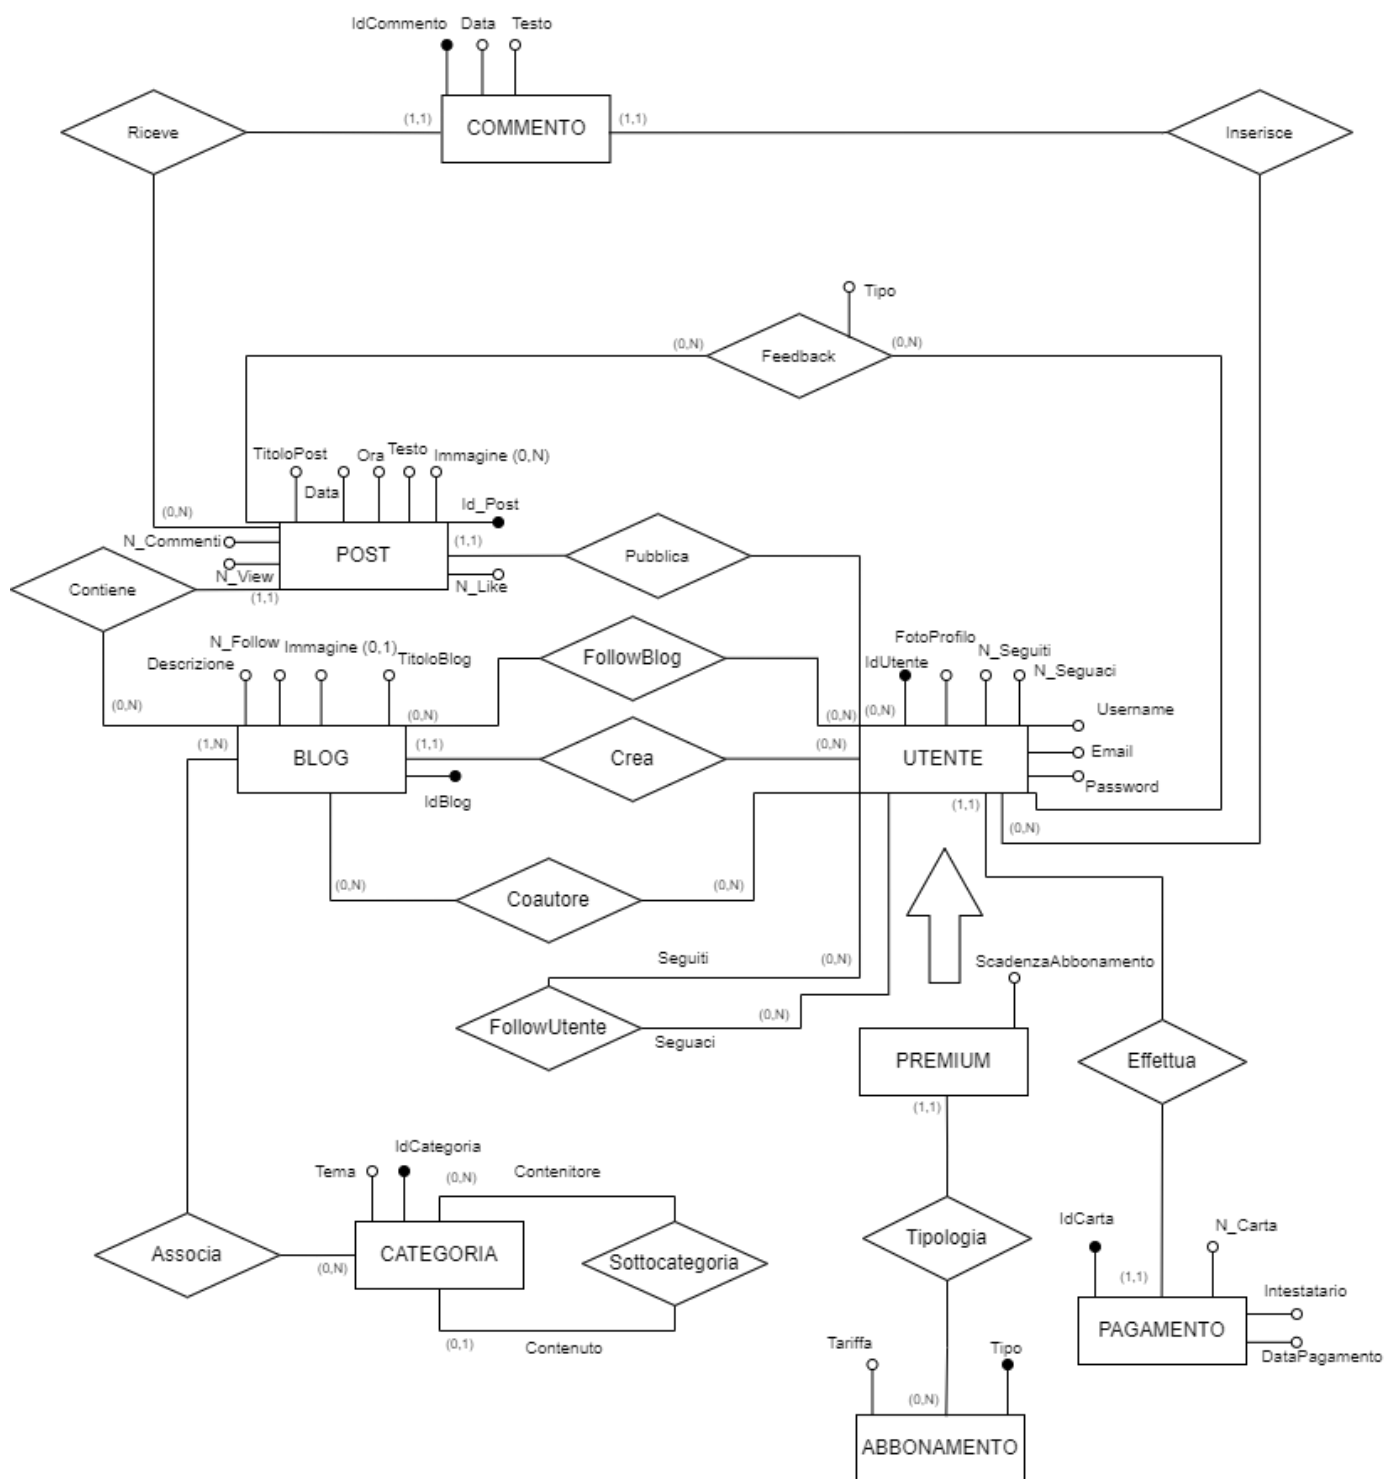 IdCommento Data Testo
Riceve (1,1) COMMENTO (1,1) Inserisce
Tipo
(0,N) Feedback (0,N)
TitoloPost Data Ora Testo Immagine (0,N)
Id_Post
(0,N)
N_Commenti POST (1,1) Pubblica
N_View N_Like
Contiene (1,1)
N_Follow Immagine (0,1) TitoloBlog
Descrizione
FollowBlog
FotoProfilo
IdUtente N_Seguiti
N_Seguaci
(0,N) (0,N) (0,N) (0,N) Username
(1,N) BLOG (1,1) Crea (0,N) UTENTE Email
IdBlog Password
(1,1) (0,N)
(0,N) Coautore (0,N)
Seguiti (0,N) ScadenzaAbbonamento
FollowUtente (0,N)
Seguaci
PREMIUM Effettua
(1,1)
IdCategoria
Tema (0,N) Contenitore
IdCarta N_Carta
Tipologia
Associa (0,N) CATEGORIA Sottocategoria
(1,1) Intestatario
PAGAMENTO
(0,1) Contenuto
DataPagamento
Tariffa Tipo
(0,N)
ABBONAMENTO